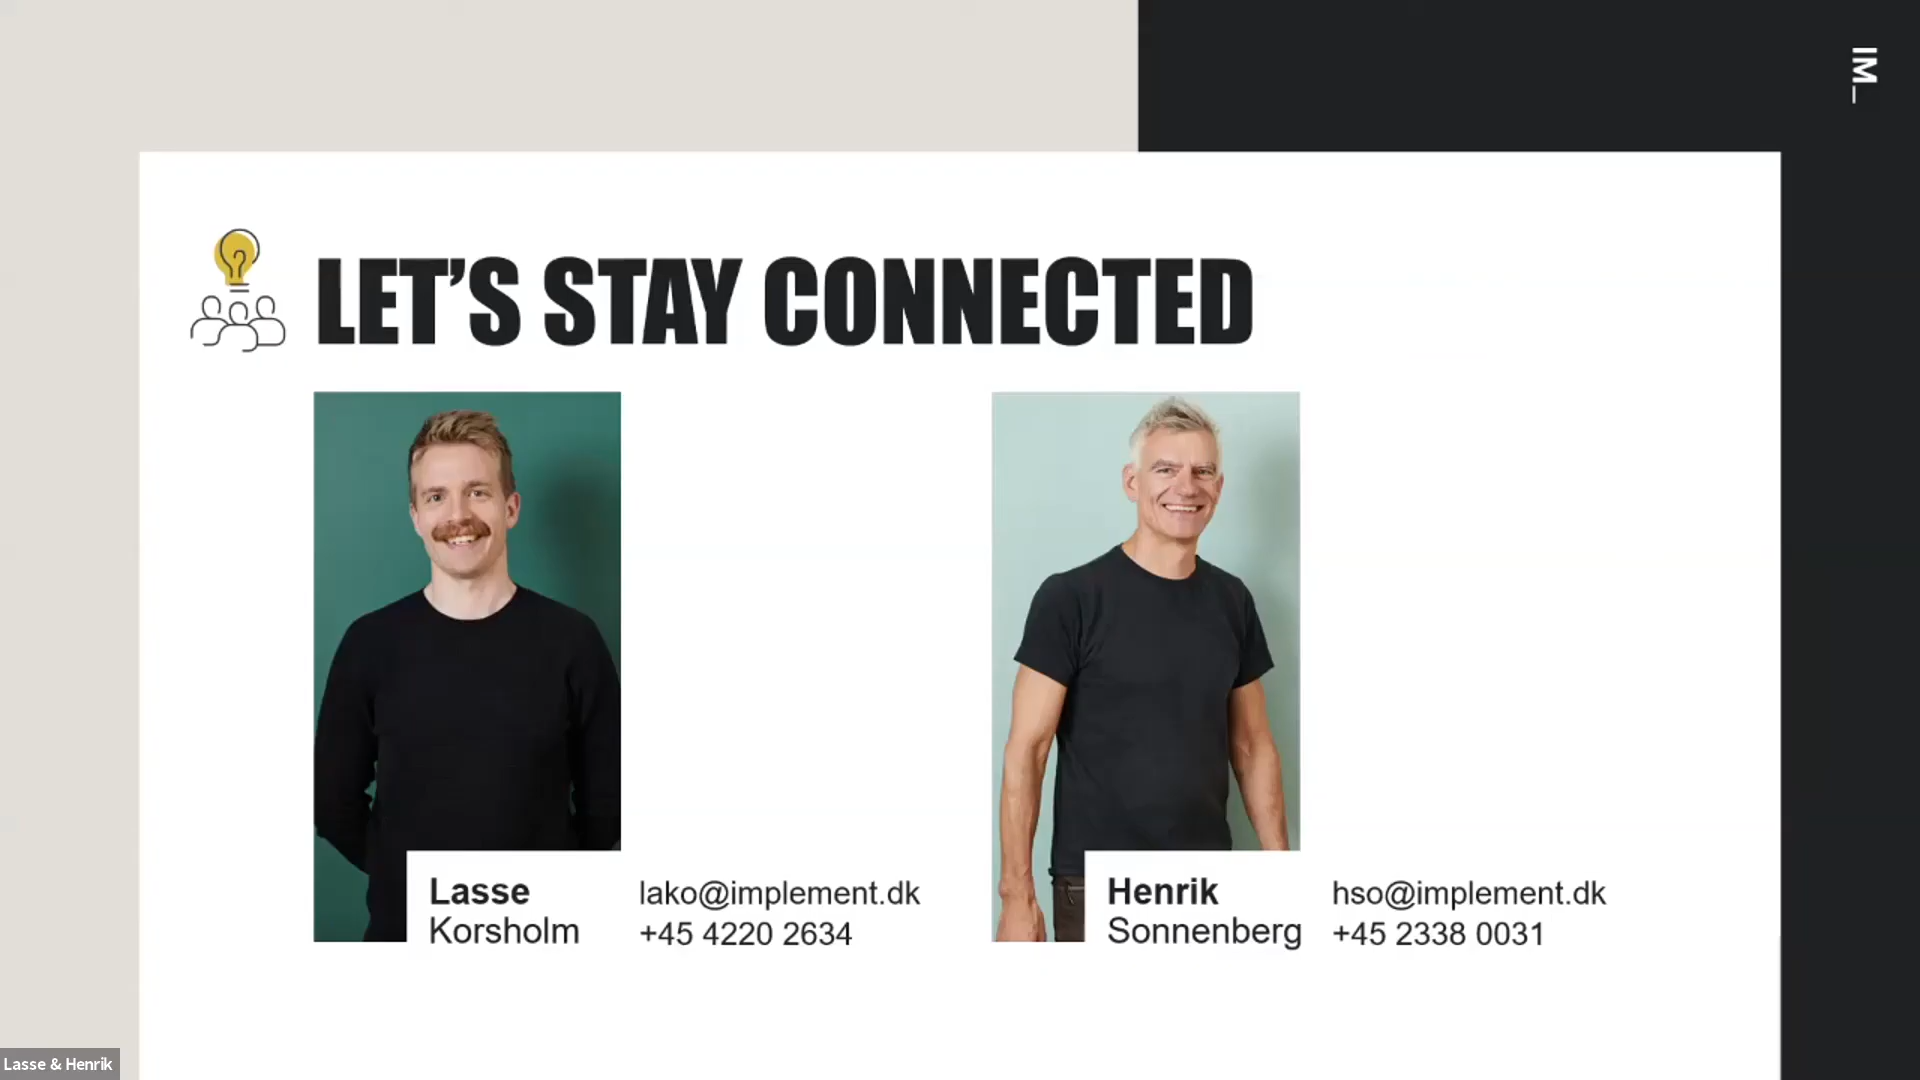 IM_
LET’S STAY CONNECTED
Lasse
Korsholm
lako@implement.dk
+45 4220 2634
Henrik
Sonnenberg
hso@implement.dk
+45 2338 0031
Lasse & Henrik